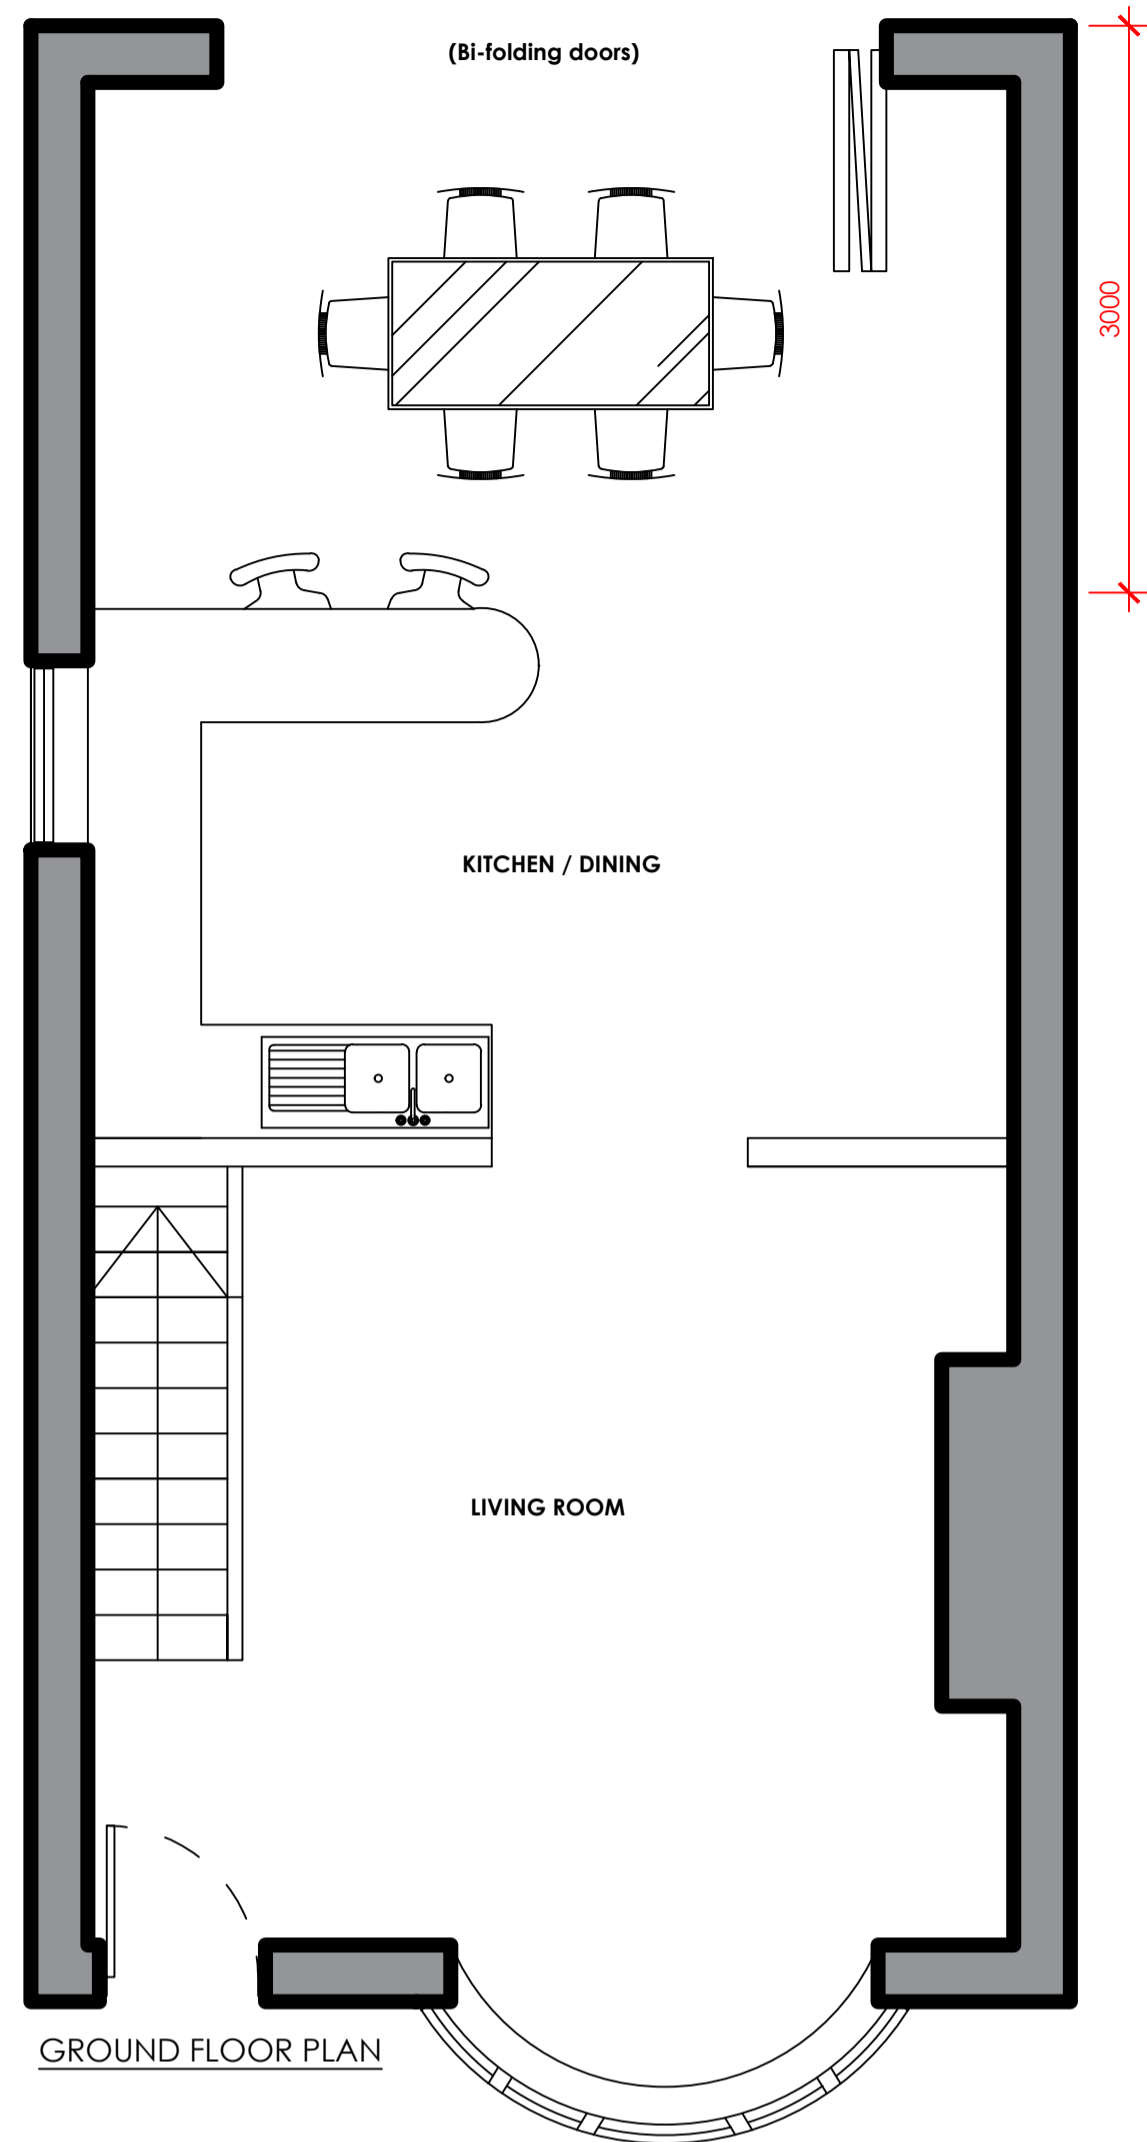 (Bi-folding doors)
3000
KITCHEN / DINING
LIVING ROOM
GROUND FLOOR PLAN